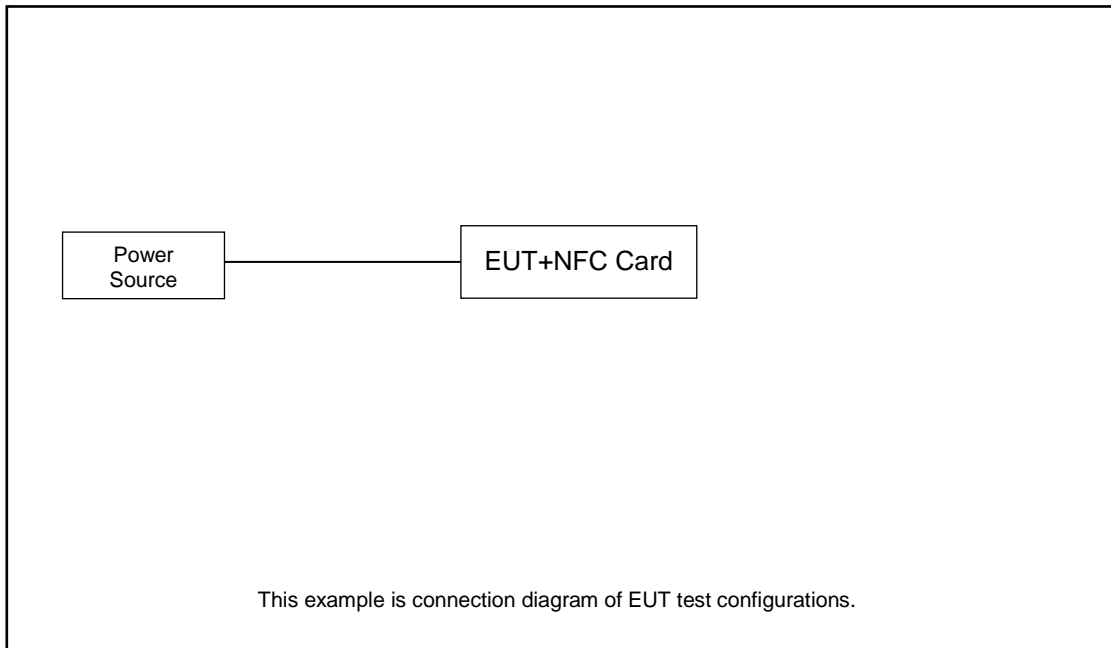 Power
Source
EUT+NFC Card
This example is connection diagram of EUT test configurations.